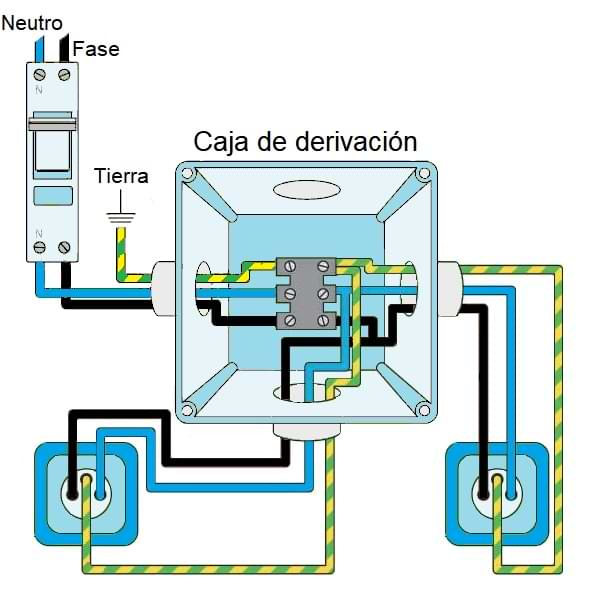 Neutro
Fase
N
Caja de derivación
Tierra
N